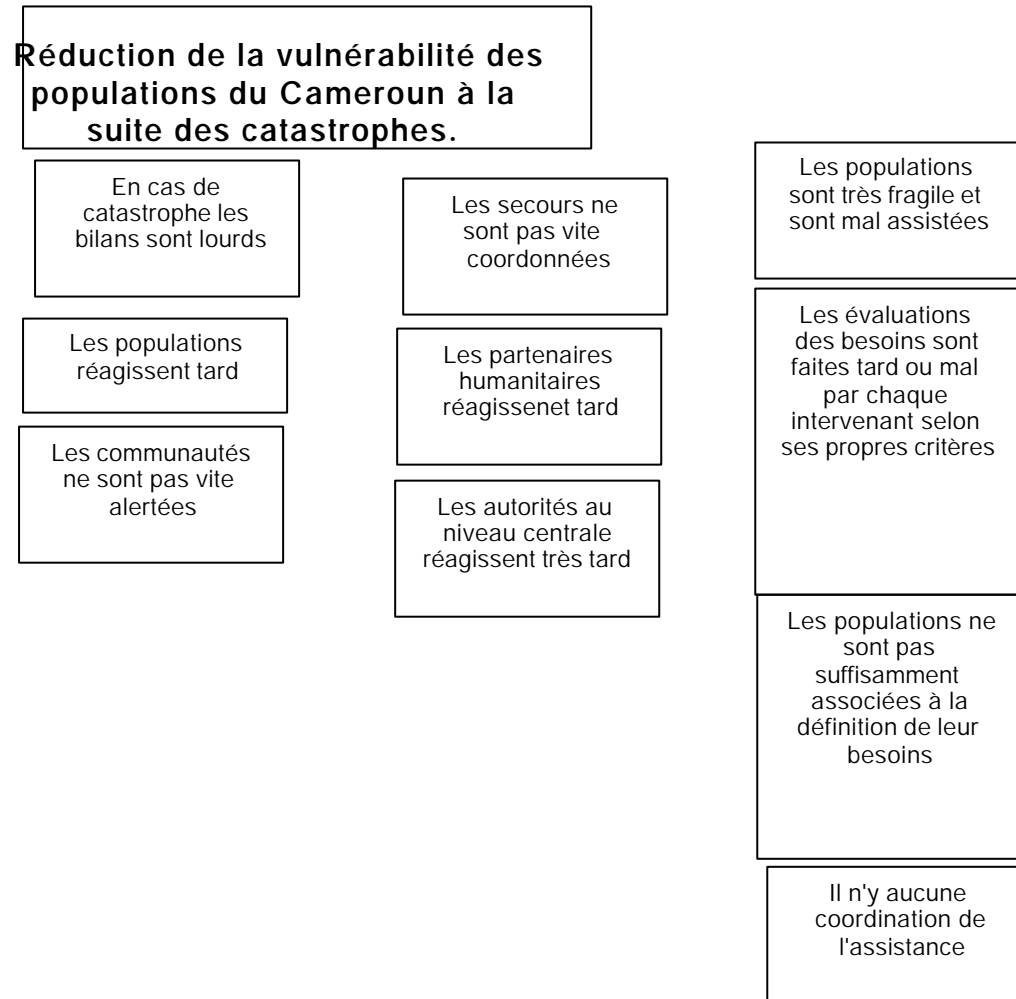 Réduction de la vulnérabilité des
populations du Cameroun à la
suite des catastrophes.
En cas de
catastrophe les
bilans sont lourds
Les populations
réagissent tard
Les communautés
ne sont pas vite
alertées
Les secours ne
sont pas vite
coordonnées
Les partenaires
humanitaires
réagissenet tard
Les autorités au
niveau centrale
réagissent très tard
Les populations
sont très fragile et
sont mal assistées
Les évaluations
des besoins sont
faites tard ou mal
par chaque
intervenant selon
ses propres critères
Les populations ne
sont pas
suffisamment
associées à la
définition de leur
besoins
Il n'y aucune
coordination de
l'assistance